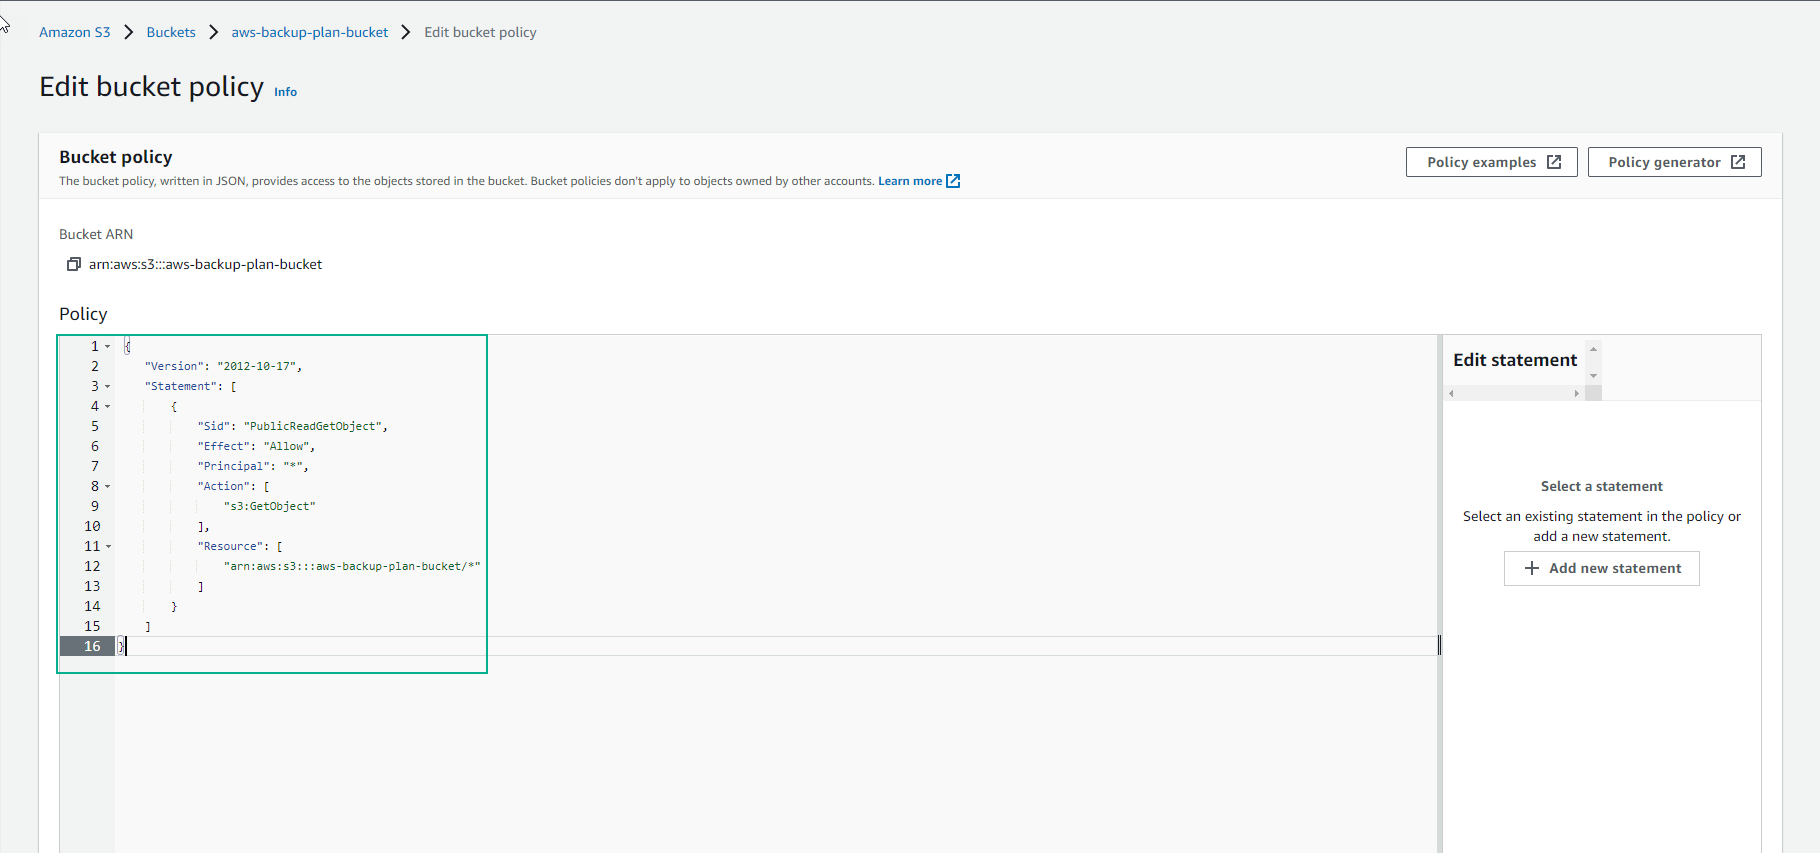 Amazon S3 > Buckets > aws-backup-plan-bucket > Edit bucket policy
Edit bucket policy Info
Bucket policy
The bucket policy, written in JSON, provides access to the objects stored in the bucket. Bucket policies don't apply to objects owned by other accounts. Learn more
Policy examples
Policy generator
Bucket ARN
arn:aws:s3:::aws-backup-plan-bucket
Policy
1 {
2 "Version": "2012-10-17",
3 "Statement": [
4 {
5 "Sid": "PublicReadGetObject",
6 "Effect": "Allow",
7 "Principal": "*",
8 "Action": [
9 "s3:GetObject"
10 ],
11 "Resource": [
12 "arn:aws:s3:::aws-backup-plan-bucket/*"
13 ]
14 }
15 ]
16 }
Edit statement
Select a statement
Select an existing statement in the policy or
add a new statement.
+ Add new statement